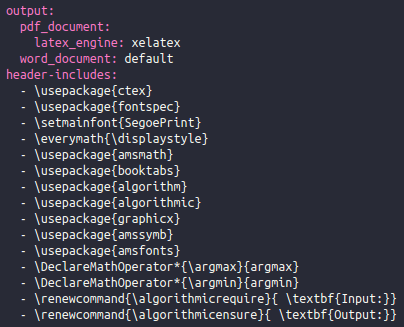 output:
  pdf_document:
    latex_engine: xelatex
  word_document: default
header-includes:
  - \usepackage{ctex}
  - \usepackage{fontspec}
  - \setmainfont{SegoePrint}
  - \everymath{\displaystyle}
  - \usepackage{amsmath}
  - \usepackage{booktabs}
  - \usepackage{algorithm}
  - \usepackage{algorithmic}
  - \usepackage{graphicx}
  - \usepackage{amssymb}
  - \usepackage{amsfonts}
  - \DeclareMathOperator*{\argmax}{argmax}
  - \DeclareMathOperator*{\argmin}{argmin}
  - \renewcommand{\algorithmicrequire}{ \textbf{Input:}}
  - \renewcommand{\algorithmicensure}{ \textbf{Output:}}